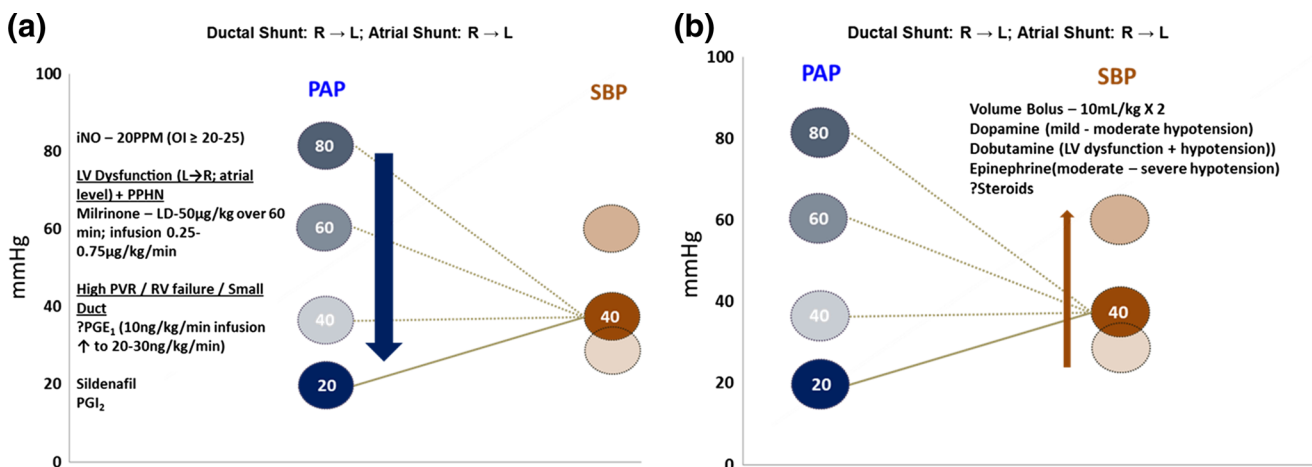 (a)
Ductal Shunt: R → L; Atrial Shunt: R → L
mmHg
100
80
60
40
20
0
PAP
SBP
iNO – 20PPM (OI ≥ 20-25)
LV Dysfunction (L→R; atrial
level) + PPHN
Milrinone – LD-50µg/kg over 60
min; infusion 0.25-
0.75µg/kg/min
High PVR / RV failure / Small
Duct
?PGE₁ (10ng/kg/min infusion
↑ to 20-30ng/kg/min)
Sildenafil
PGI₂
80
60
40
20
40
(b)
Ductal Shunt: R → L; Atrial Shunt: R → L
mmHg
100
80
60
40
20
0
PAP
SBP
Volume Bolus – 10mL/kg X 2
Dopamine (mild - moderate hypotension)
Dobutamine (LV dysfunction + hypotension))
Epinephrine(moderate – severe hypotension)
?Steroids
80
60
40
20
40